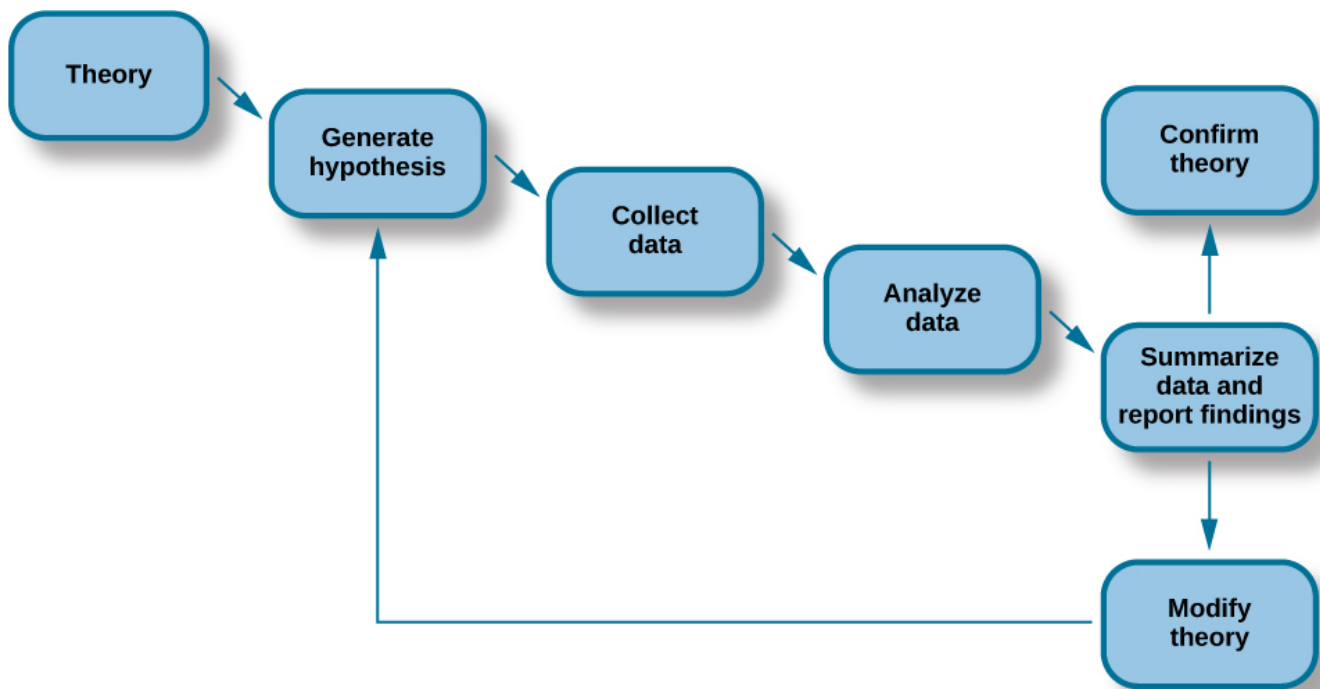 Theory
Generate
hypothesis
Collect
data
Analyze
data
Summarize
data and
report findings
Confirm
theory
Modify
theory